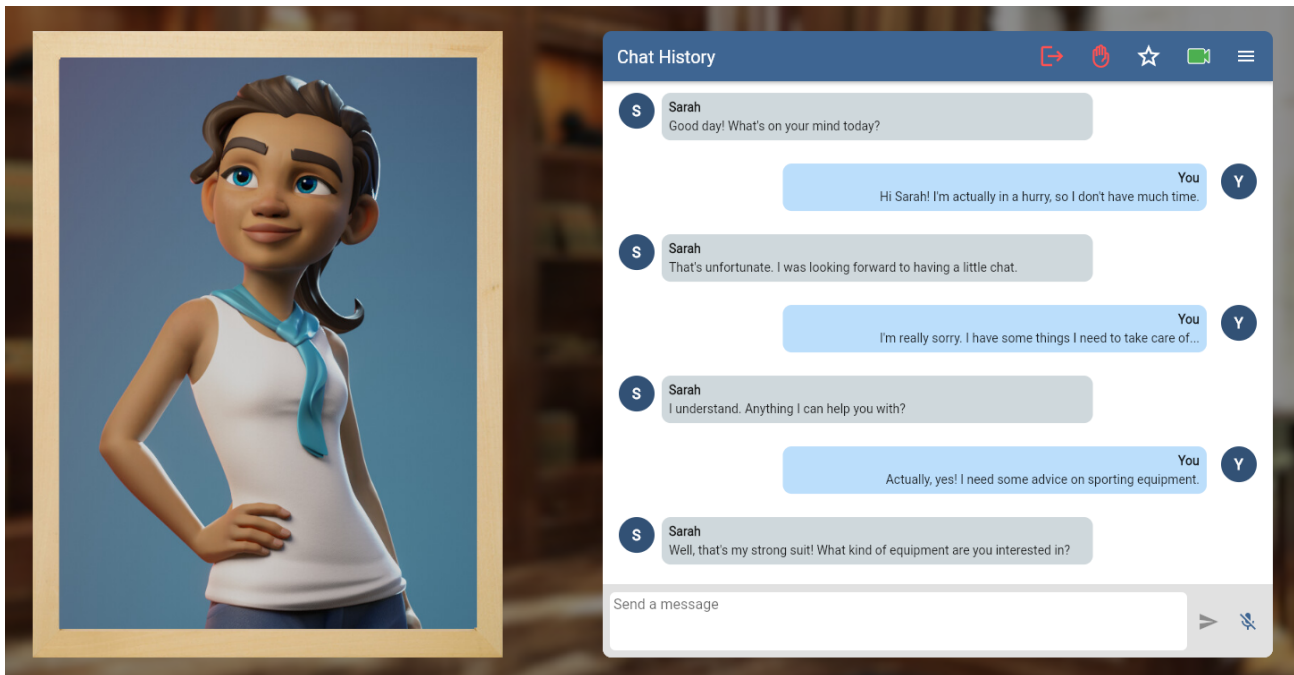 Chat History
S
Sarah
Good day! What's on your mind today?
You
Hi Sarah! I'm actually in a hurry, so I don't have much time.
Y
S
Sarah
That's unfortunate. I was looking forward to having a little chat.
You
I'm really sorry. I have some things I need to take care of...
Y
S
Sarah
I understand. Anything I can help you with?
You
Actually, yes! I need some advice on sporting equipment.
Y
S
Sarah
Well, that's my strong suit! What kind of equipment are you interested in?
Send a message